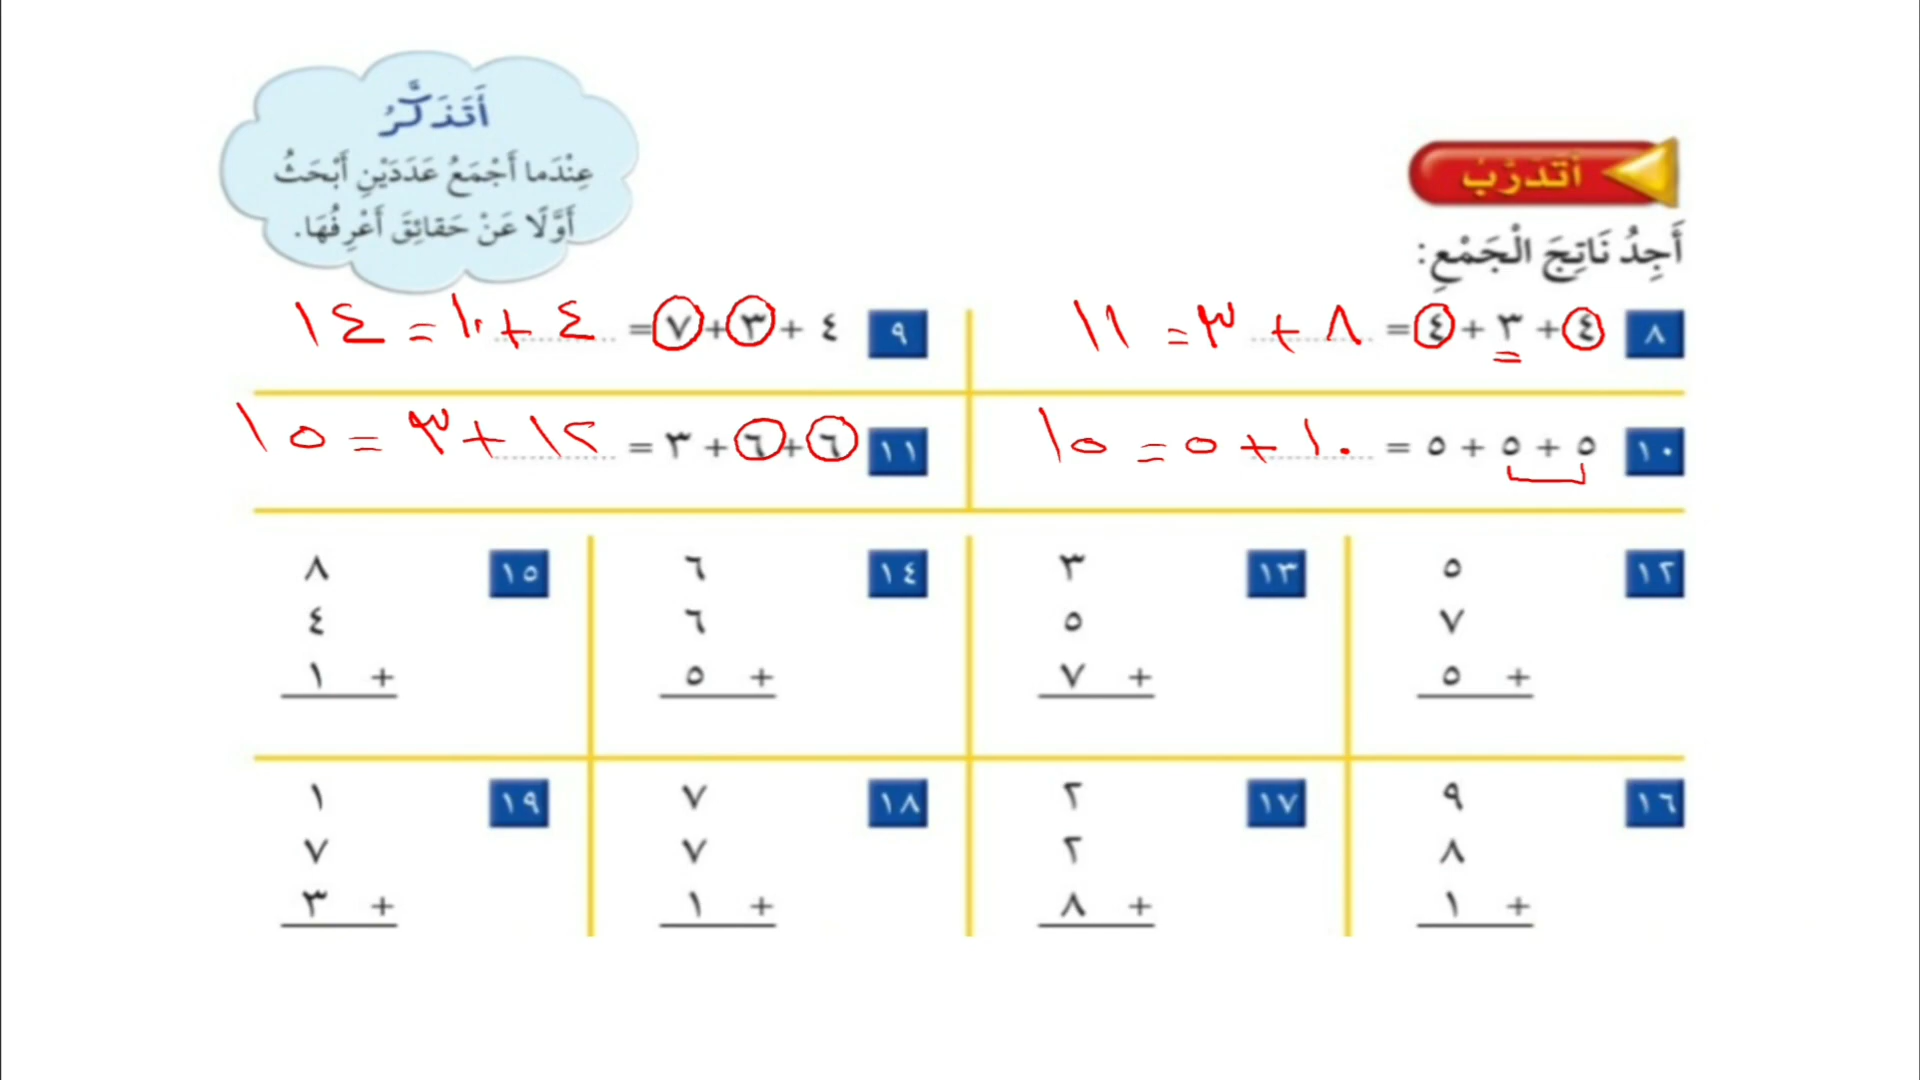 أَتَذَكَّرُ
عِنْدَما أَجْمَعُ عَدَدَيْنِ أَبْحَثُ
أَوَّلًا عَنْ حَقائِقَ أَعْرِفُهَا.
أَتَدَرَّبُ
أَجِدُ نَاتِجَ الْجَمْعِ:
٨ ٤ + ٣ + ٤ = ٨ + ٣ = ١١
٩ ٤ + ٣ + ٧ = ٤ + ١٠ = ١٤
١٠ ٥ + ٥ + ٥ = ١٠ + ٥ = ١٥
١١ ٦ + ٦ + ٣ = ١٢ + ٣ = ١٥
١٢ ٥
٧
+ ٥
١٣ ٣
٥
+ ٧
١٤ ٦
٦
+ ٥
١٥ ٨
٤
+ ١
١٦ ٩
٨
+ ١
١٧ ٢
٢
+ ٨
١٨ ٧
٧
+ ١
١٩ ١
٧
+ ٣